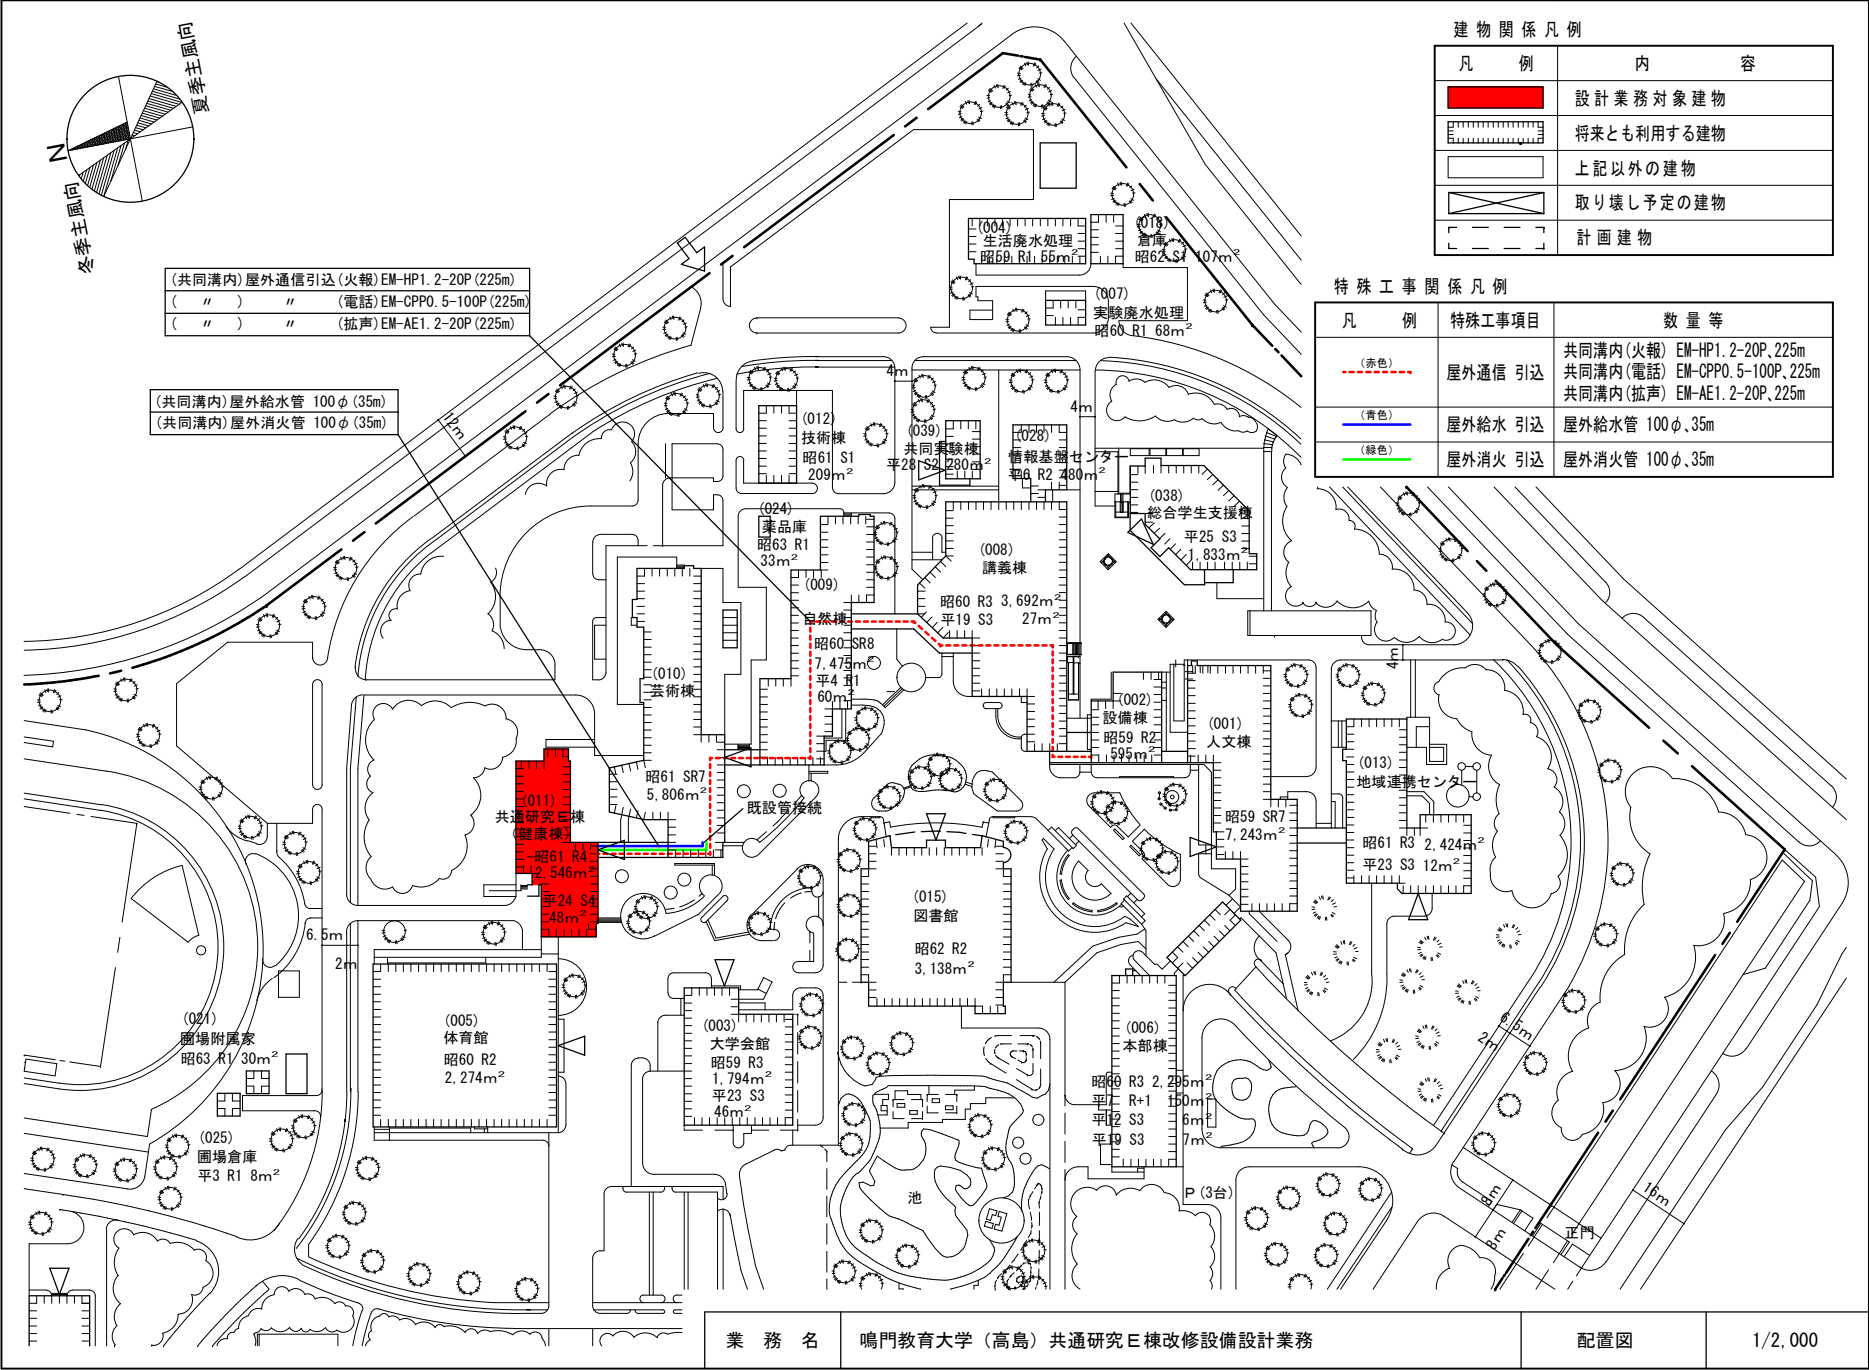 夏季主風向
N
冬季主風向
建物関係凡例
凡例 内容
設計業務対象建物
将来とも利用する建物
上記以外の建物
取り壊し予定の建物
計画建物
特殊工事関係凡例
凡例 特殊工事項目 数量等
(赤色) 屋外通信 引込
共同溝内(火報) EM-HP1.2-20P、225m
共同溝内(電話) EM-CPP0.5-100P、225m
共同溝内(拡声) EM-AE1.2-20P、225m
(青色) 屋外給水 引込 屋外給水管 100φ、35m
(緑色) 屋外消火 引込 屋外消火管 100φ、35m
(共同溝内)屋外通信引込(火報)EM-HP1.2-20P(225m)
( 〃 ) 〃 (電話)EM-CPP0.5-100P(225m)
( 〃 ) 〃 (拡声)EM-AE1.2-20P(225m)
(共同溝内)屋外給水管 100φ(35m)
(共同溝内)屋外消火管 100φ(35m)
12m
(004)
生活廃水処理
昭59 R1 55m²
(018)
倉庫
昭62 S1 107m²
(007)
実験廃水処理
昭60 R1 68m²
4m
4m
(012)
技術棟
昭61 S1
209m²
(039)
共同実験棟
平28 S2 280m²
(028)
情報基盤センター
平6 R2 480m²
(038)
総合学生支援棟
平25 S3
1,833m²
(024)
薬品庫
昭63 R1
33m²
(009)
自然棟
昭60 SR8
7,475m²
平4 R1
60m²
(008)
講義棟
昭60 R3 3,692m²
平19 S3 27m²
4m
(010)
芸術棟
昭61 SR7
5,806m²
(002)
設備棟
昭59 R2
595m²
(001)
人文棟
昭59 SR7
7,243m²
(013)
地域連携センタ
昭61 R3 2,424m²
平23 S3 12m²
既設管接続
(011)
共通研究E棟
(健康棟)
昭61 R4
2,546m²
平24 S4
48m²
6.5m
2m
(015)
図書館
昭62 R2
3,138m²
(021)
圃場附属家
昭63 R1 30m²
(005)
体育館
昭60 R2
2,274m²
(003)
大学会館
昭59 R3
1,794m²
平23 S3
46m²
(006)
本部棟
昭60 R3 2,295m²
平7 R+1 150m²
平12 S3 6m²
平19 S3 7m²
6.5m
2m
(025)
圃場倉庫
平3 R1 8m²
池
P(3台)
8m
8m
16m
正門
業務名 鳴門教育大学(高島)共通研究E棟改修設備設計業務 配置図 1/2,000